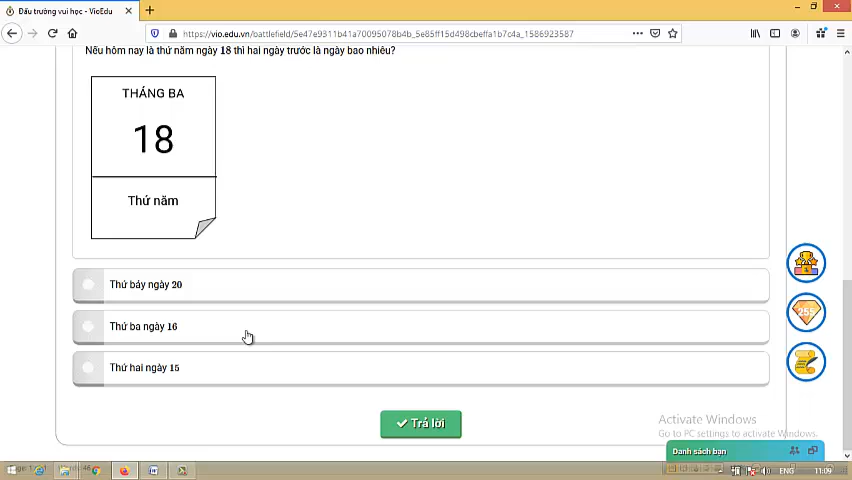 Đấu trường vui học - VioEdu
https://vio.edu.vn/battlefield/5e47e9311b41a70095078b4b_5e85ff15d498cbeffa1b7c4a_1586923587
Nếu hôm nay là thứ năm ngày 18 thì hai ngày trước là ngày bao nhiêu?
THÁNG BA
18
Thứ năm
Thứ bảy ngày 20
Thứ ba ngày 16
Thứ hai ngày 15
255
Trả lời
Activate Windows
Go to PC settings to activate Windows.
Danh sách bạn
ENG
11:09